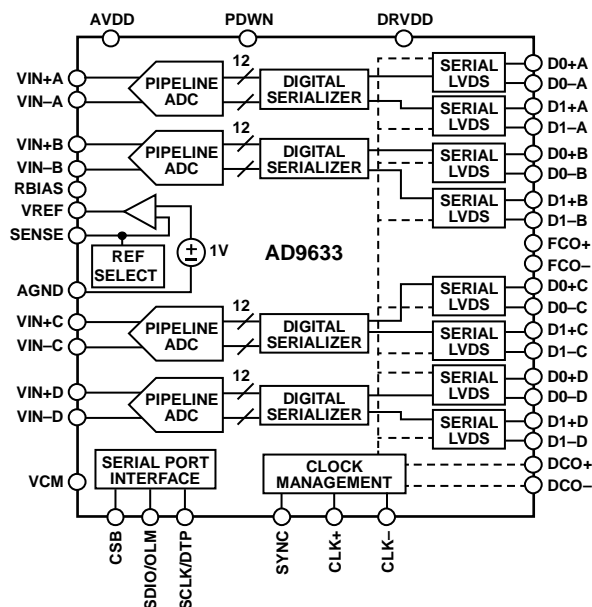 AVDD PDWN DRVDD
VIN+A
VIN–A
PIPELINE
ADC
12
DIGITAL
SERIALIZER
SERIAL
LVDS
D0+A
D0–A
SERIAL
LVDS
D1+A
D1–A
VIN+B
VIN–B
PIPELINE
ADC
12
DIGITAL
SERIALIZER
SERIAL
LVDS
D0+B
D0–B
SERIAL
LVDS
D1+B
D1–B
RBIAS
VREF
SENSE
REF
SELECT
1V
AD9633
FCO+
FCO–
AGND
VIN+C
VIN–C
PIPELINE
ADC
12
DIGITAL
SERIALIZER
SERIAL
LVDS
D0+C
D0–C
SERIAL
LVDS
D1+C
D1–C
VIN+D
VIN–D
PIPELINE
ADC
12
DIGITAL
SERIALIZER
SERIAL
LVDS
D0+D
D0–D
SERIAL
LVDS
D1+D
D1–D
VCM
SERIAL PORT
INTERFACE
CLOCK
MANAGEMENT
DCO+
DCO–
CSB
SDIO/OLM
SCLK/DTP
SYNC
CLK+
CLK–